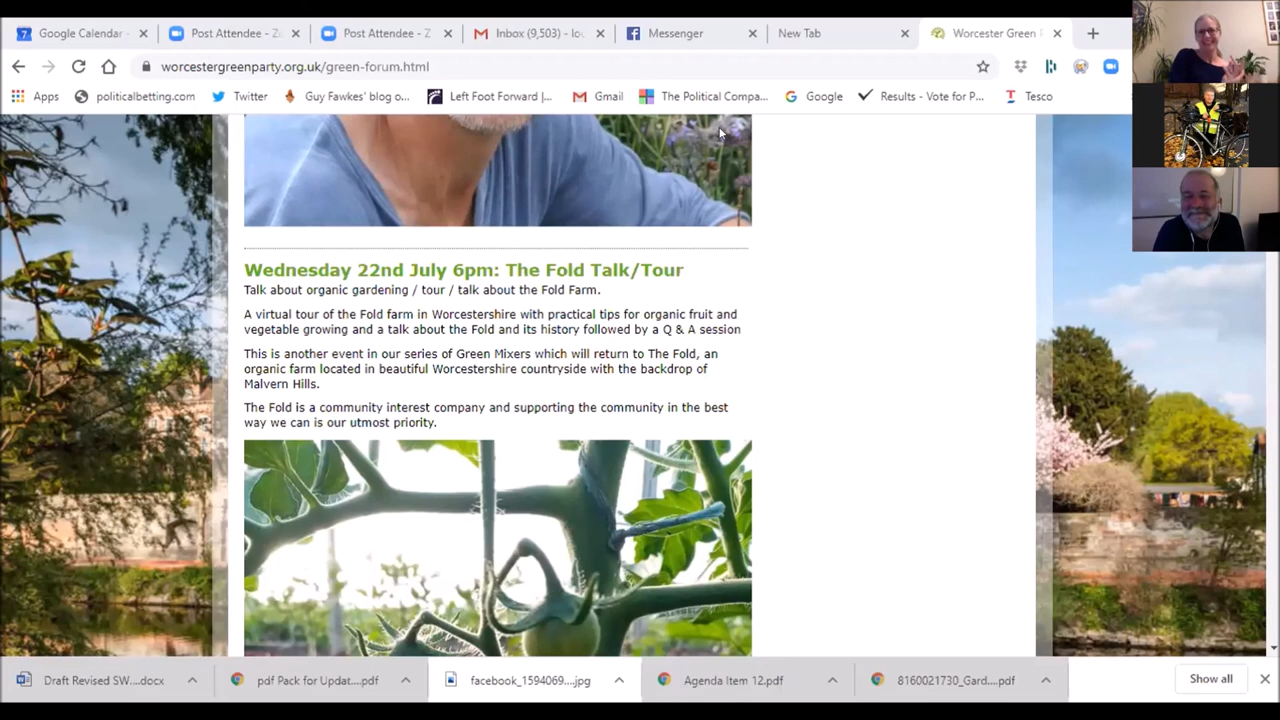 Google Calendar -
Post Attendee - Z
Post Attendee - Z
Inbox (9,503) - lou
Messenger
New Tab
Worcester Green P
worcestergreenparty.org.uk/green-forum.html
Apps
politicalbetting.com
Twitter
Guy Fawkes' blog o...
Left Foot Forward |...
Gmail
The Political Compa...
Google
Results - Vote for P...
Tesco
Wednesday 22nd July 6pm: The Fold Talk/Tour
Talk about organic gardening / tour / talk about the Fold Farm.
A virtual tour of the Fold farm in Worcestershire with practical tips for organic fruit and
vegetable growing and a talk about the Fold and its history followed by a Q & A session
This is another event in our series of Green Mixers which will return to The Fold, an
organic farm located in beautiful Worcestershire countryside with the backdrop of
Malvern Hills.
The Fold is a community interest company and supporting the community in the best
way we can is our utmost priority.
Draft Revised SW....docx
pdf Pack for Updat....pdf
facebook_1594069....jpg
Agenda Item 12.pdf
8160021730_Gard....pdf
Show all